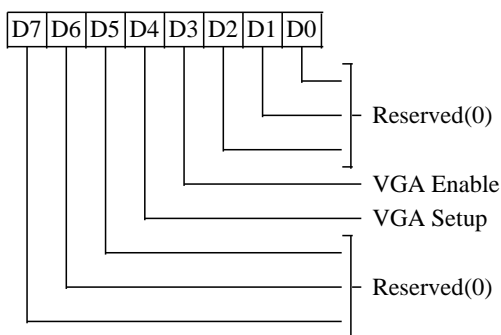 D7 D6 D5 D4 D3 D2 D1 D0
Reserved(0)
VGA Enable
VGA Setup
Reserved(0)